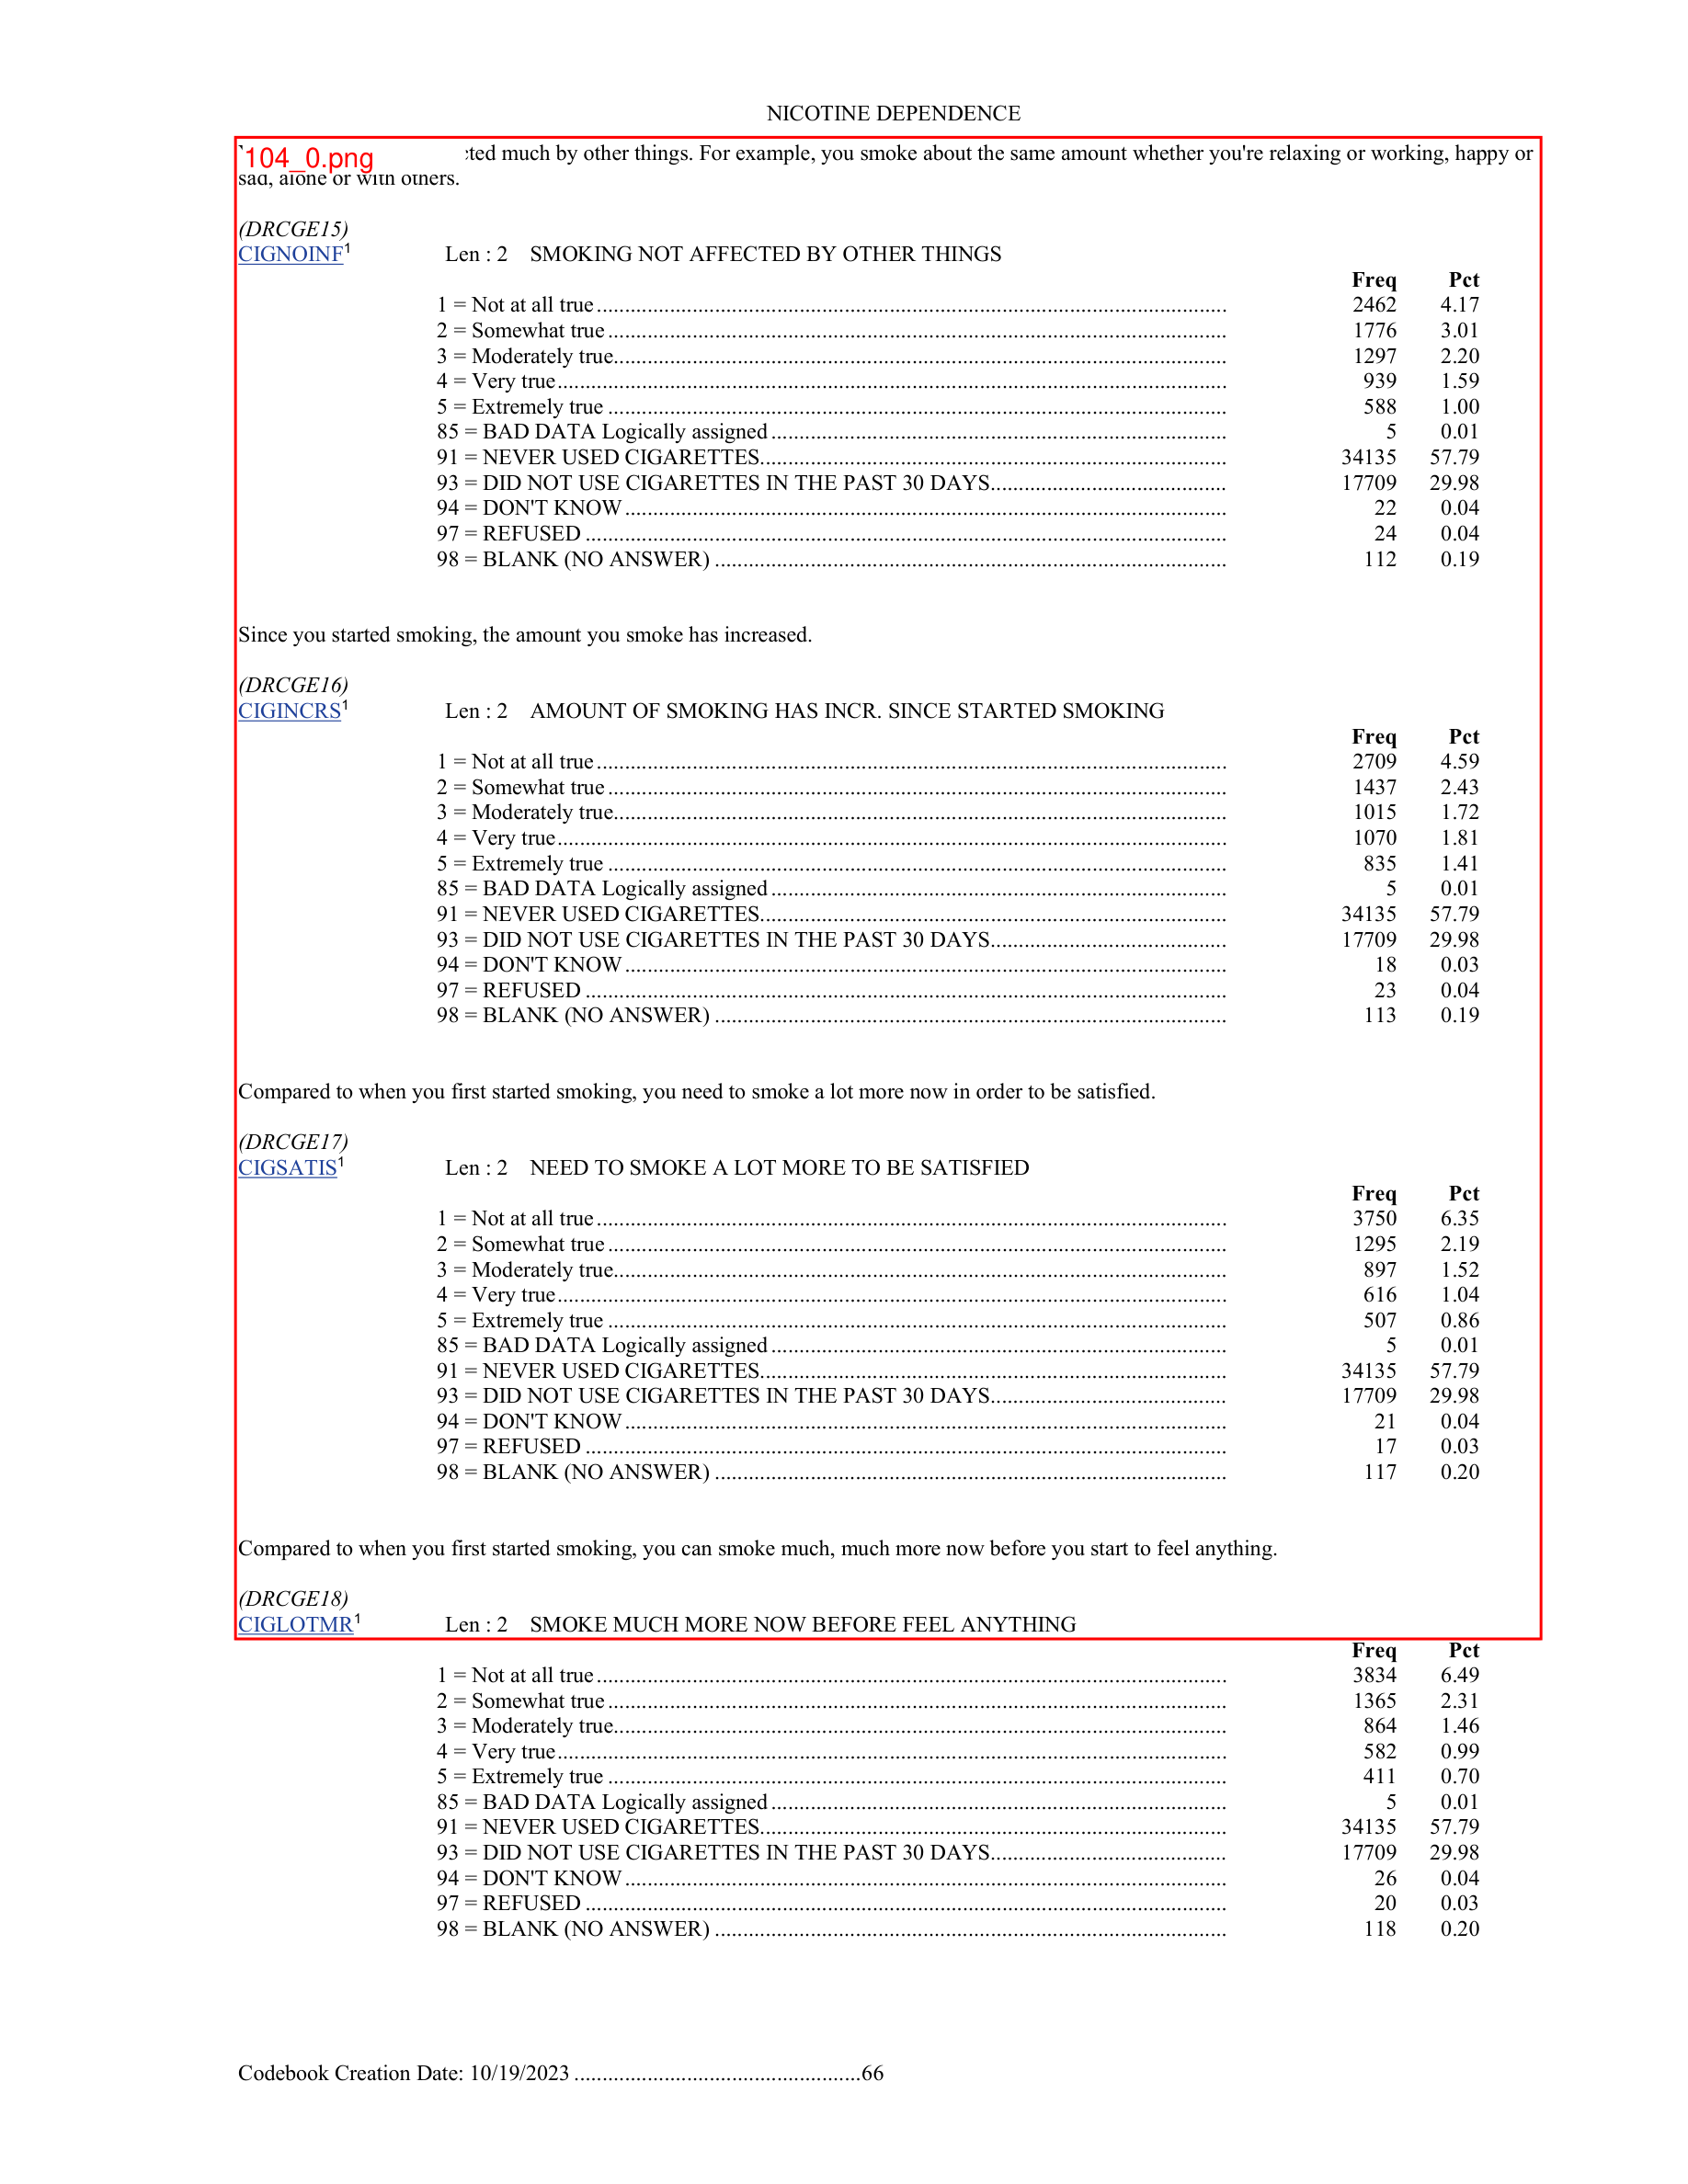 NICOTINE DEPENDENCE
104_0.png much by other things. For example, you smoke about the same amount whether you're relaxing or working, happy or
sad, alone or with others.
(DRCGE15)
CIGNOINF1 Len : 2 SMOKING NOT AFFECTED BY OTHER THINGS
Freq Pct
1 = Not at all true 2462 4.17
2 = Somewhat true 1776 3.01
3 = Moderately true 1297 2.20
4 = Very true 939 1.59
5 = Extremely true 588 1.00
85 = BAD DATA Logically assigned 5 0.01
91 = NEVER USED CIGARETTES 34135 57.79
93 = DID NOT USE CIGARETTES IN THE PAST 30 DAYS 17709 29.98
94 = DON'T KNOW 22 0.04
97 = REFUSED 24 0.04
98 = BLANK (NO ANSWER) 112 0.19
Since you started smoking, the amount you smoke has increased.
(DRCGE16)
CIGINCRS1 Len : 2 AMOUNT OF SMOKING HAS INCR. SINCE STARTED SMOKING
Freq Pct
1 = Not at all true 2709 4.59
2 = Somewhat true 1437 2.43
3 = Moderately true 1015 1.72
4 = Very true 1070 1.81
5 = Extremely true 835 1.41
85 = BAD DATA Logically assigned 5 0.01
91 = NEVER USED CIGARETTES 34135 57.79
93 = DID NOT USE CIGARETTES IN THE PAST 30 DAYS 17709 29.98
94 = DON'T KNOW 18 0.03
97 = REFUSED 23 0.04
98 = BLANK (NO ANSWER) 113 0.19
Compared to when you first started smoking, you need to smoke a lot more now in order to be satisfied.
(DRCGE17)
CIGSATIS1 Len : 2 NEED TO SMOKE A LOT MORE TO BE SATISFIED
Freq Pct
1 = Not at all true 3750 6.35
2 = Somewhat true 1295 2.19
3 = Moderately true 897 1.52
4 = Very true 616 1.04
5 = Extremely true 507 0.86
85 = BAD DATA Logically assigned 5 0.01
91 = NEVER USED CIGARETTES 34135 57.79
93 = DID NOT USE CIGARETTES IN THE PAST 30 DAYS 17709 29.98
94 = DON'T KNOW 21 0.04
97 = REFUSED 17 0.03
98 = BLANK (NO ANSWER) 117 0.20
Compared to when you first started smoking, you can smoke much, much more now before you start to feel anything.
(DRCGE18)
CIGLOTMR1 Len : 2 SMOKE MUCH MORE NOW BEFORE FEEL ANYTHING
Freq Pct
1 = Not at all true 3834 6.49
2 = Somewhat true 1365 2.31
3 = Moderately true 864 1.46
4 = Very true 582 0.99
5 = Extremely true 411 0.70
85 = BAD DATA Logically assigned 5 0.01
91 = NEVER USED CIGARETTES 34135 57.79
93 = DID NOT USE CIGARETTES IN THE PAST 30 DAYS 17709 29.98
94 = DON'T KNOW 26 0.04
97 = REFUSED 20 0.03
98 = BLANK (NO ANSWER) 118 0.20
Codebook Creation Date: 10/19/2023 66